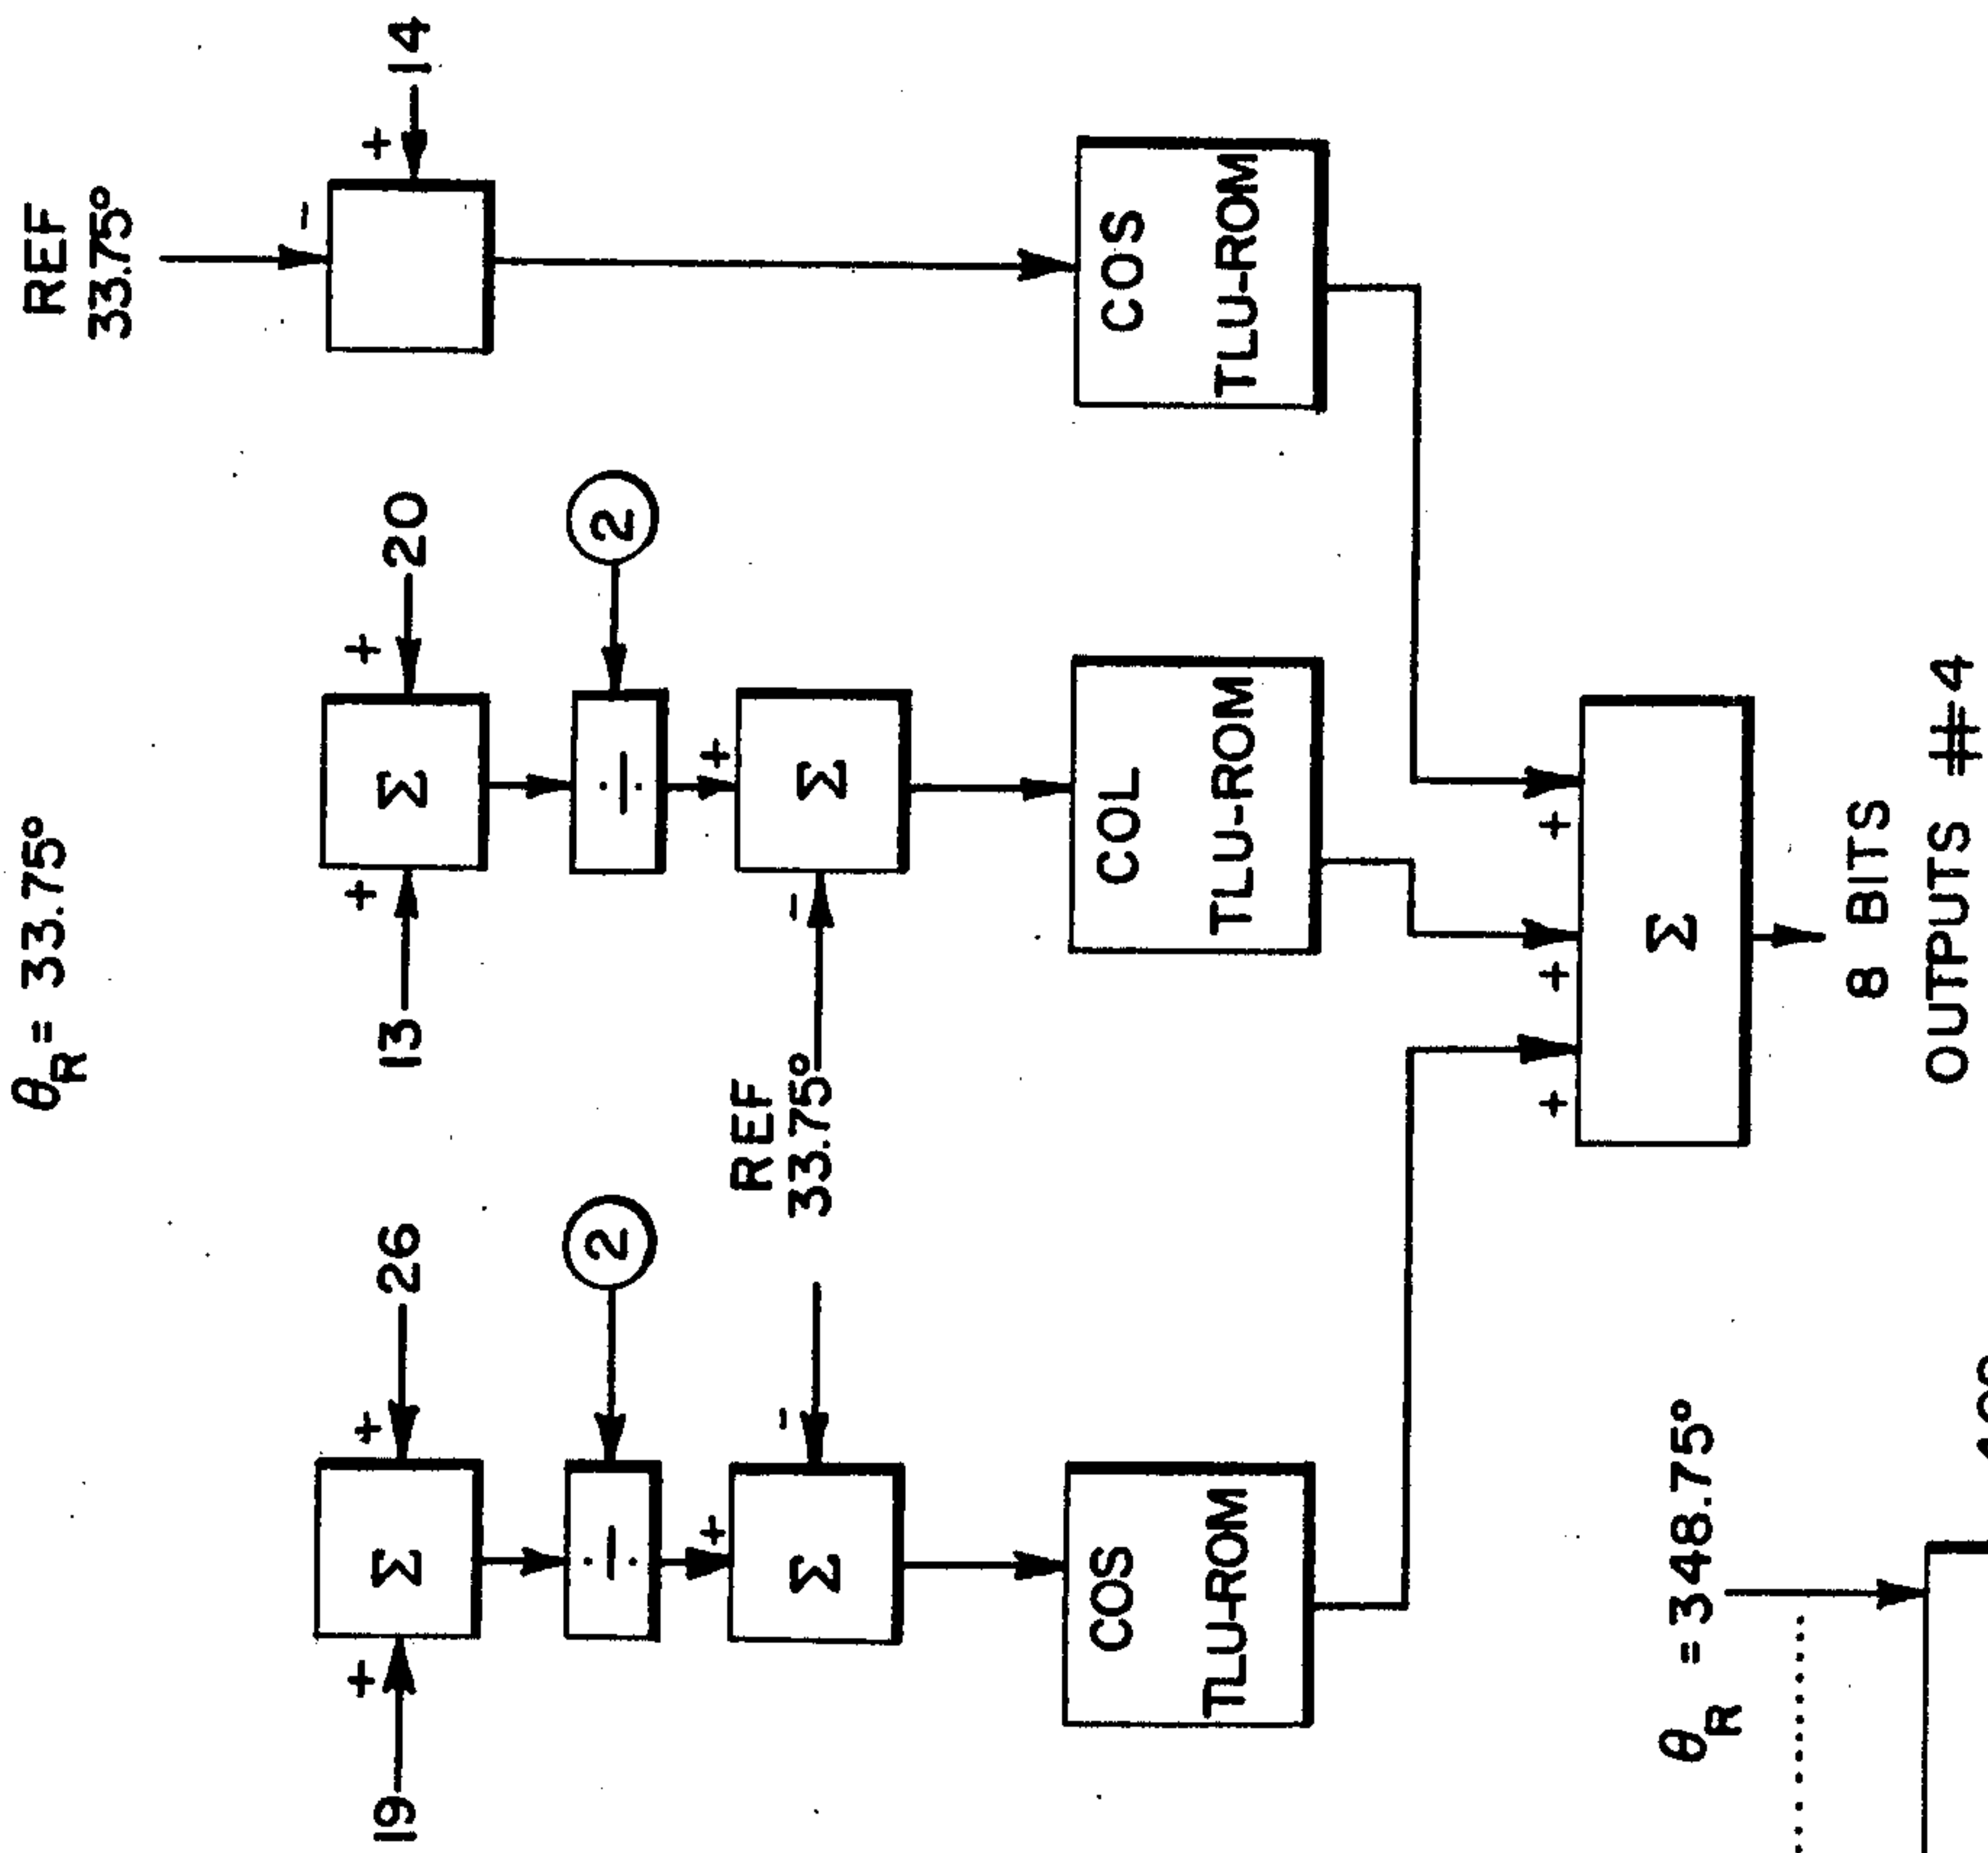 θR = 33.75°
REF
33.75°
+ + + + - +
19 Σ 26 13 Σ 20 14
÷ 2 ÷ 2
+ - REF
33.75° - +
Σ Σ
COS
TLU-ROM
COL
TLU-ROM
COS
TLU-ROM
+ + +
Σ
θR = 348.75°
8 BITS
OUTPUTS #4